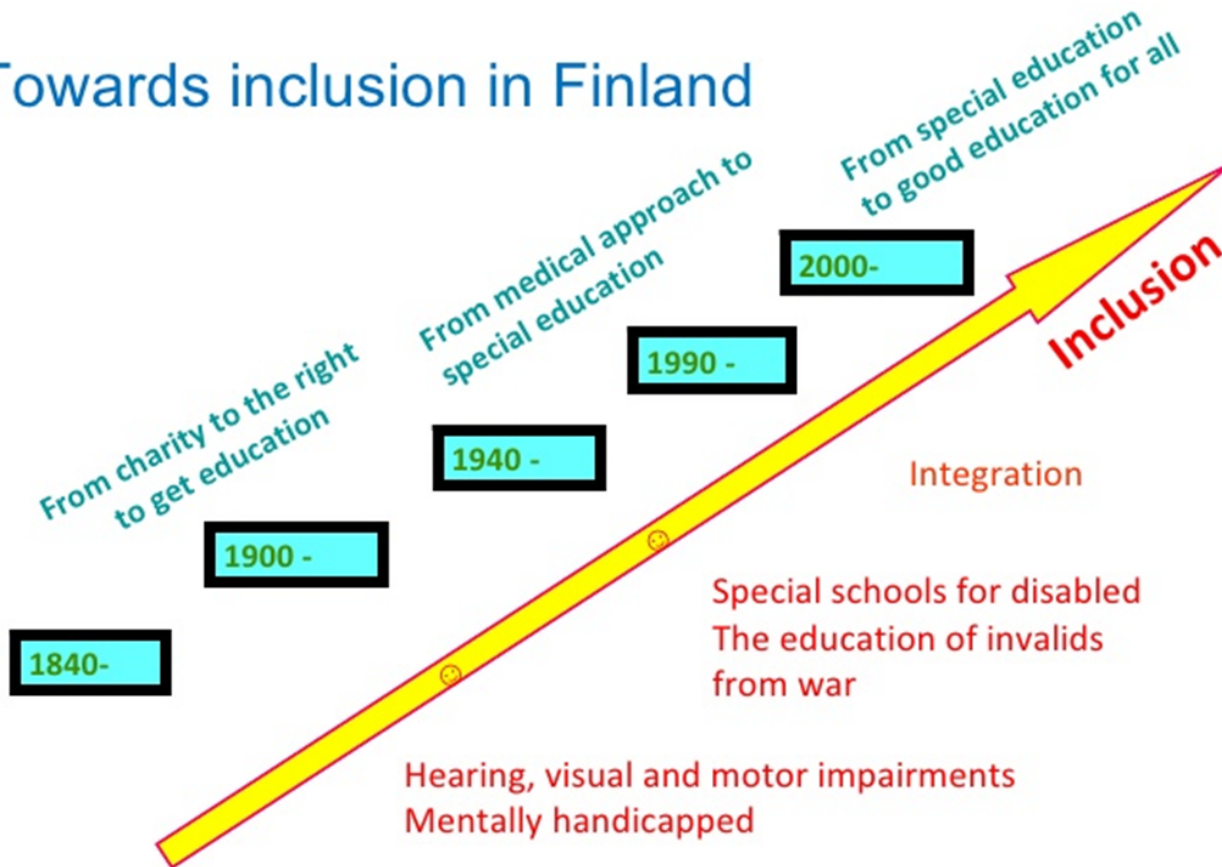 Towards inclusion in Finland
From special education
to good education for all
From medical approach to
special education
2000-
Inclusion
1990 -
From charity to the right
to get education
1940 -
Integration
1900 -
Special schools for disabled
The education of invalids
from war
1840-
Hearing, visual and motor impairments
Mentally handicapped